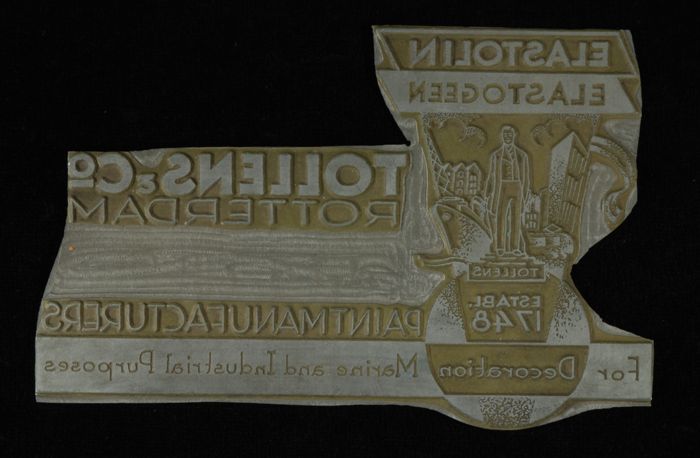 ELASTOLIN
ELASTOGEEN
TOLLENS & Co
ROTTERDAM
TOLLENS
ESTABL.
1748
PAINTMANUFACTURERS
For Decoration Marine and Industrial Purposes